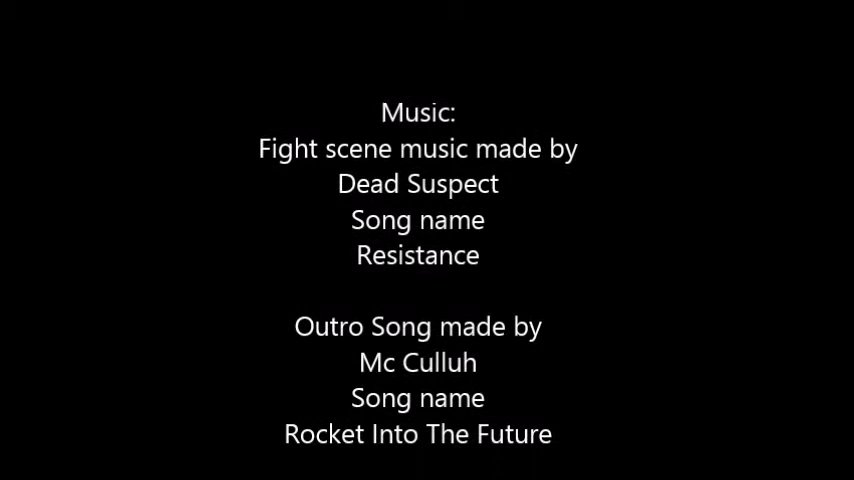 Music:
Fight scene music made by
Dead Suspect
Song name
Resistance
Outro Song made by
Mc Culluh
Song name
Rocket Into The Future